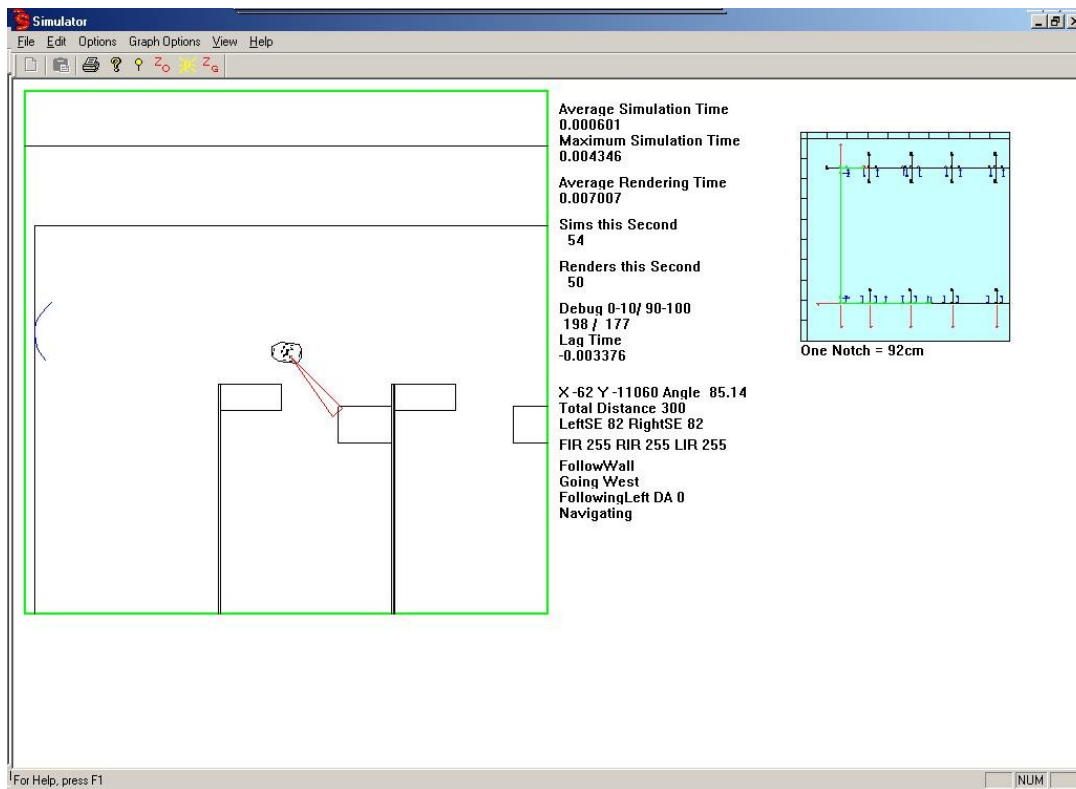 Simulator
File Edit Options Graph Options View Help
Z O Z G
Average Simulation Time
0.000601
Maximum Simulation Time
0.004346
Average Rendering Time
0.007007
Sims this Second
54
Renders this Second
50
Debug 0-10/ 90-100
198 / 177
Lag Time
-0.003376
X -62 Y -11060 Angle 85.14
Total Distance 300
LeftSE 82 RightSE 82
FIR 255 RIR 255 LIR 255
FollowWall
Going West
FollowingLeft DA 0
Navigating
One Notch = 92cm
For Help, press F1
NUM